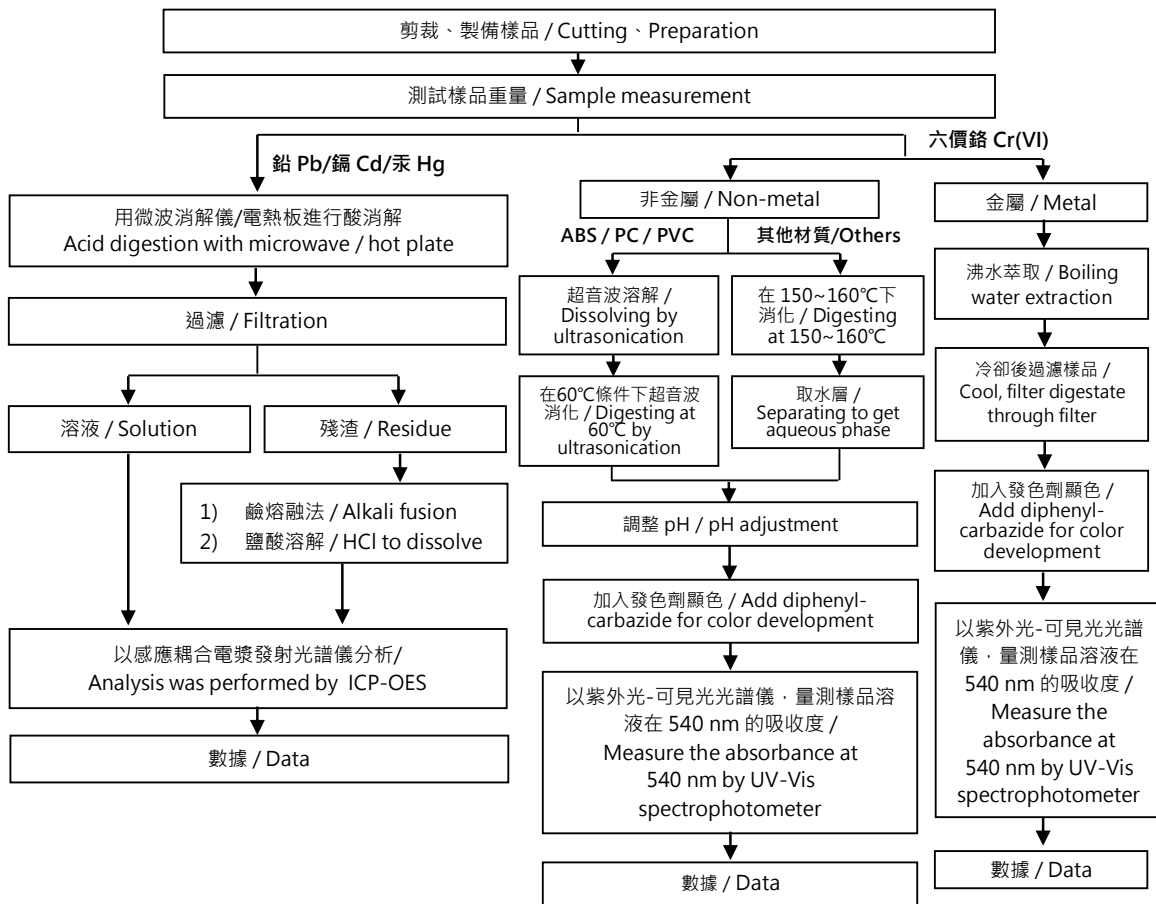 剪裁、製備樣品 / Cutting、Preparation
測試樣品重量 / Sample measurement
鉛 Pb/鎘 Cd/汞 Hg
用微波消解儀/電熱板進行酸消解
Acid digestion with microwave / hot plate
過濾 / Filtration
溶液 / Solution
殘渣 / Residue
1) 鹼熔融法 / Alkali fusion
2) 鹽酸溶解 / HCl to dissolve
以感應耦合電漿發射光譜儀分析/
Analysis was performed by ICP-OES
數據 / Data
六價鉻 Cr(VI)
非金屬 / Non-metal
ABS / PC / PVC
超音波溶解 /
Dissolving by
ultrasonication
在60℃條件下超音波
消化 / Digesting at
60℃ by
ultrasonication
其他材質/Others
在 150~160℃下
消化 / Digesting
at 150~160℃
取水層 /
Separating to get
aqueous phase
調整 pH / pH adjustment
加入發色劑顯色 / Add diphenyl-
carbazide for color development
以紫外光-可見光光譜儀，量測樣品溶
液在 540 nm 的吸收度 /
Measure the absorbance at
540 nm by UV-Vis
spectrophotometer
數據 / Data
金屬 / Metal
沸水萃取 / Boiling
water extraction
冷卻後過濾樣品 /
Cool, filter digestate
through filter
加入發色劑顯色 /
Add diphenyl-
carbazide for color
development
以紫外光-可見光光譜
儀，量測樣品溶液在
540 nm 的吸收度 /
Measure the
absorbance at
540 nm by UV-Vis
spectrophotometer
數據 / Data